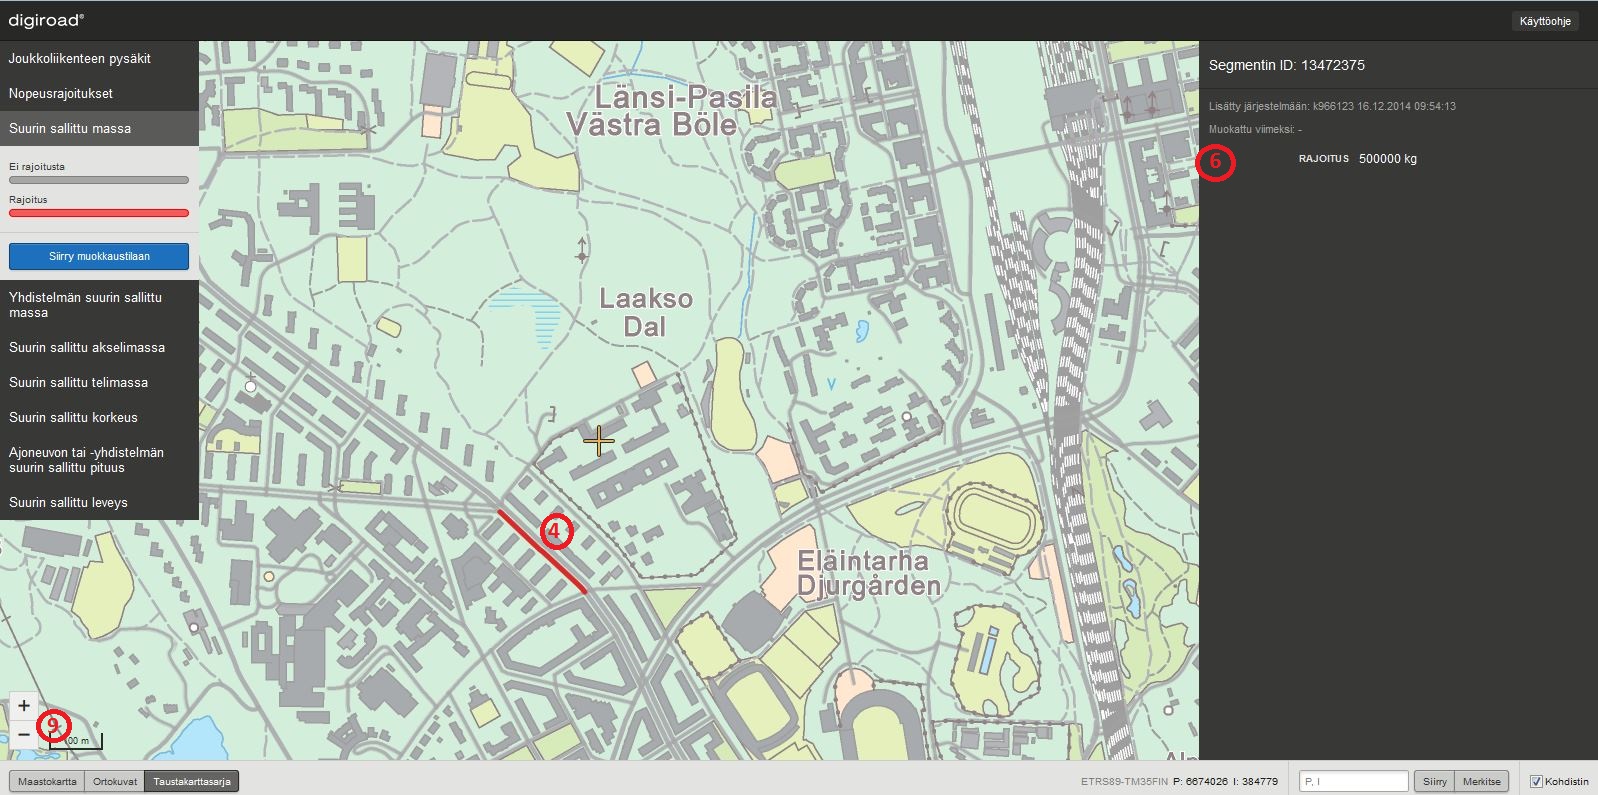 digiroad®
Käyttöohje
Joukkoliikenteen pysäkit
Nopeusrajoitukset
Suurin sallittu massa
Ei rajoitusta
Rajoitus
Siirry muokkaustilaan
Yhdistelmän suurin sallittu
massa
Suurin sallittu akselimassa
Suurin sallittu telimassa
Suurin sallittu korkeus
Ajoneuvon tai -yhdistelmän
suurin sallittu pituus
Suurin sallittu leveys
Länsi-Pasila
Västra Böle
Laakso
Dal
4
Eläintarha
Djurgården
+
9
−
Segmentin ID: 13472375
Lisätty järjestelmään: k966123 16.12.2014 09:54:13
Muokattu viimeksi: -
6
RAJOITUS 500000 kg
Maastokartta Ortokuvat Taustakarttasarja
ETRS89-TM35FIN P: 6674026 I: 384779
P, I
Siirry Merkitse
Kohdistin